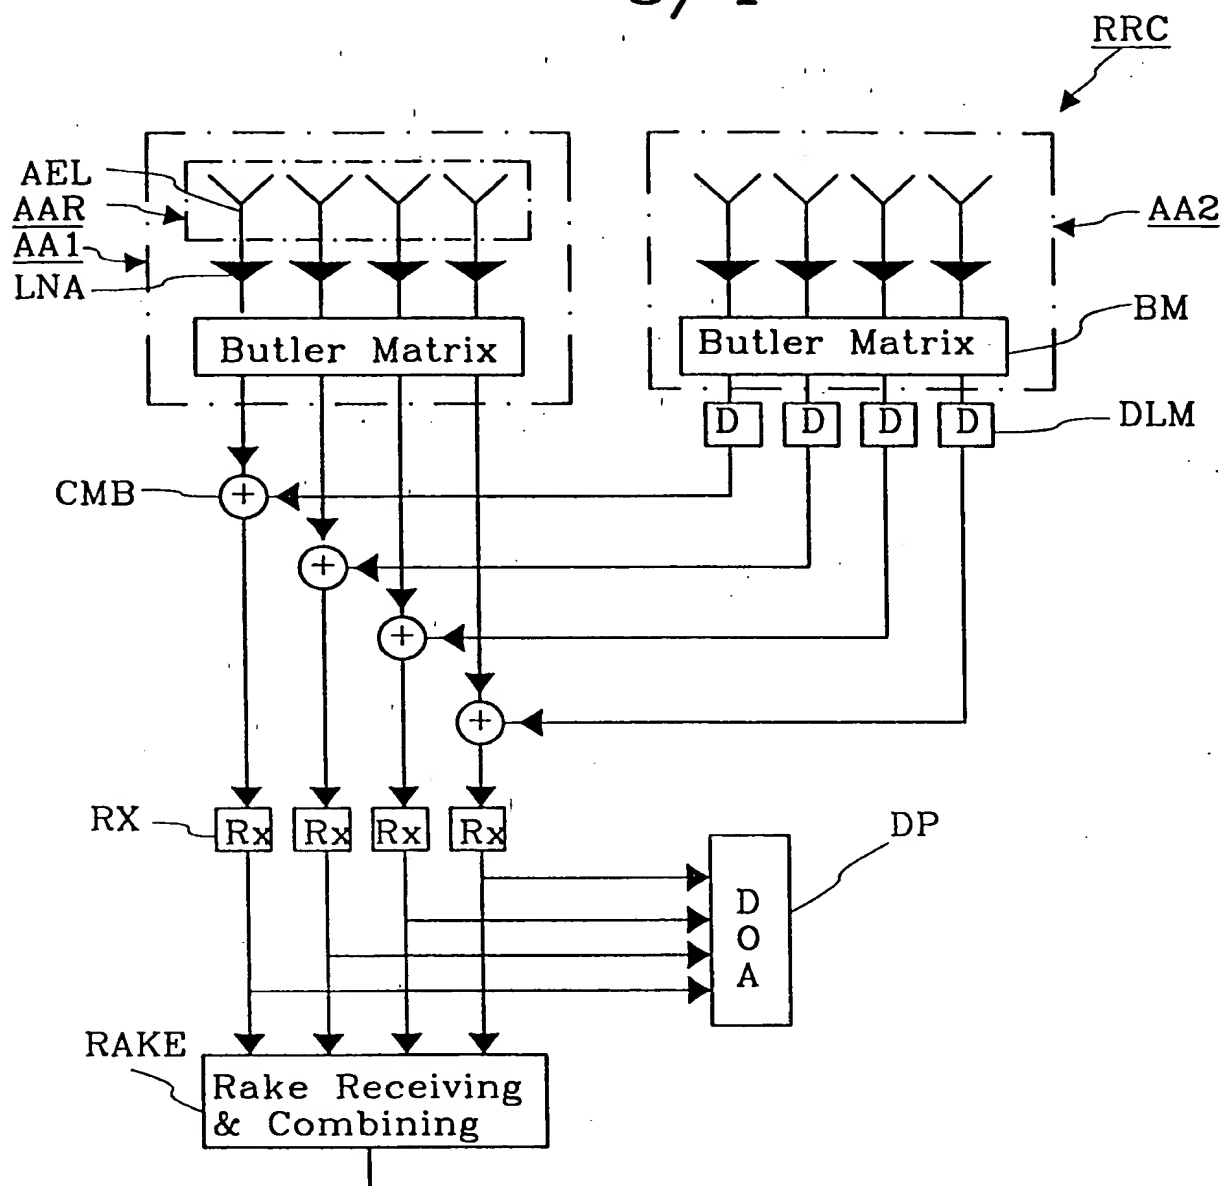 RRC
AEL
AAR
AA1
LNA
AA2
BM
Butler Matrix
Butler Matrix
D D D D
DLM
CMB
+
+
+
+
RX
Rx Rx Rx Rx
DP
D
O
A
RAKE
Rake Receiving
& Combining